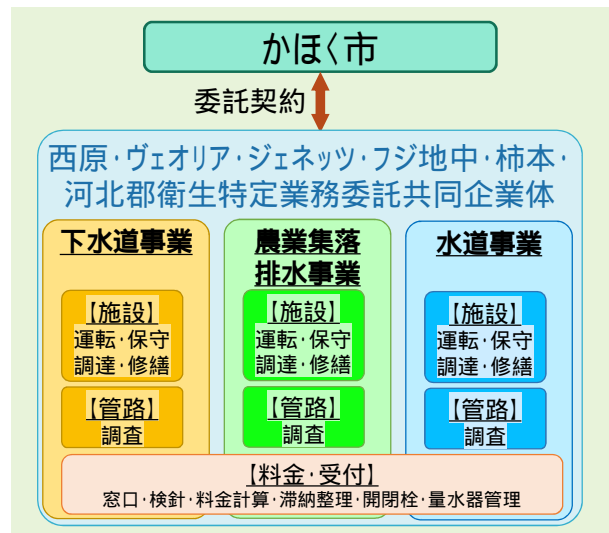 かほく市
委託契約
西原・ヴェオリア・ジェネッツ・フジ地中・柿本・
河北郡衛生特定業務委託共同企業体
下水道事業
【施設】
運転・保守
調達・修繕
【管路】
調査
農業集落
排水事業
【施設】
運転・保守
調達・修繕
【管路】
調査
水道事業
【施設】
運転・保守
調達・修繕
【管路】
調査
【料金・受付】
窓口・検針・料金計算・滞納整理・開閉栓・量水器管理